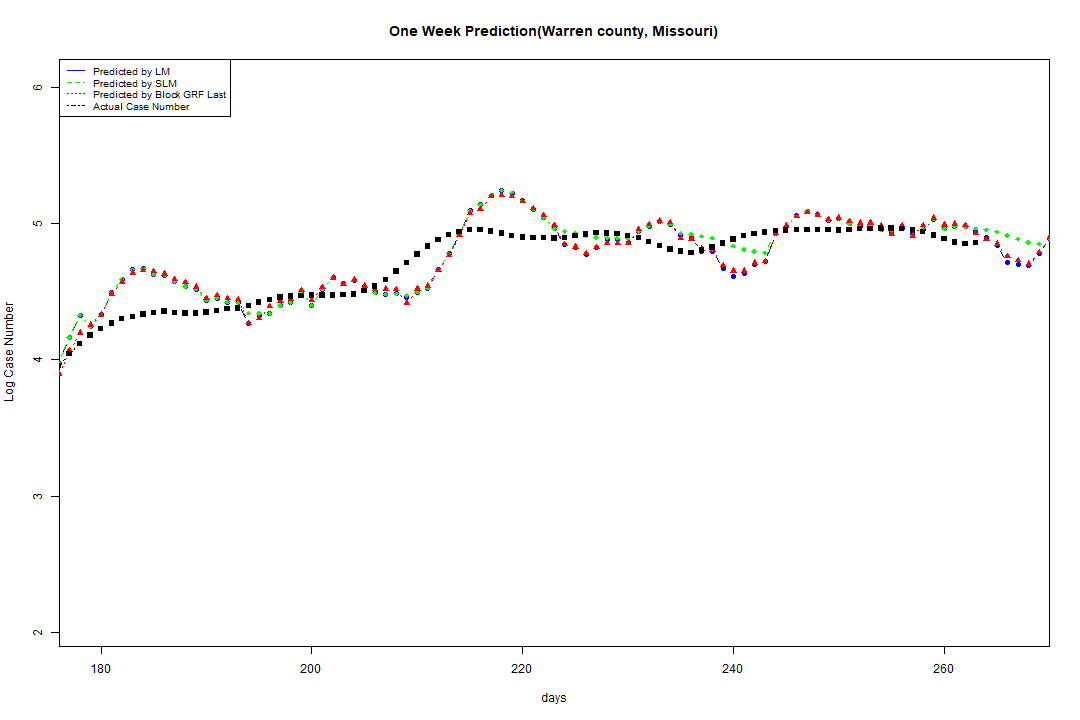 One Week Prediction(Warren county, Missouri)
Predicted by LM
Predicted by SLM
Predicted by Block GRF Last
Actual Case Number
6
5
4
3
2
Log Case Number
180 200 220 240 260
days